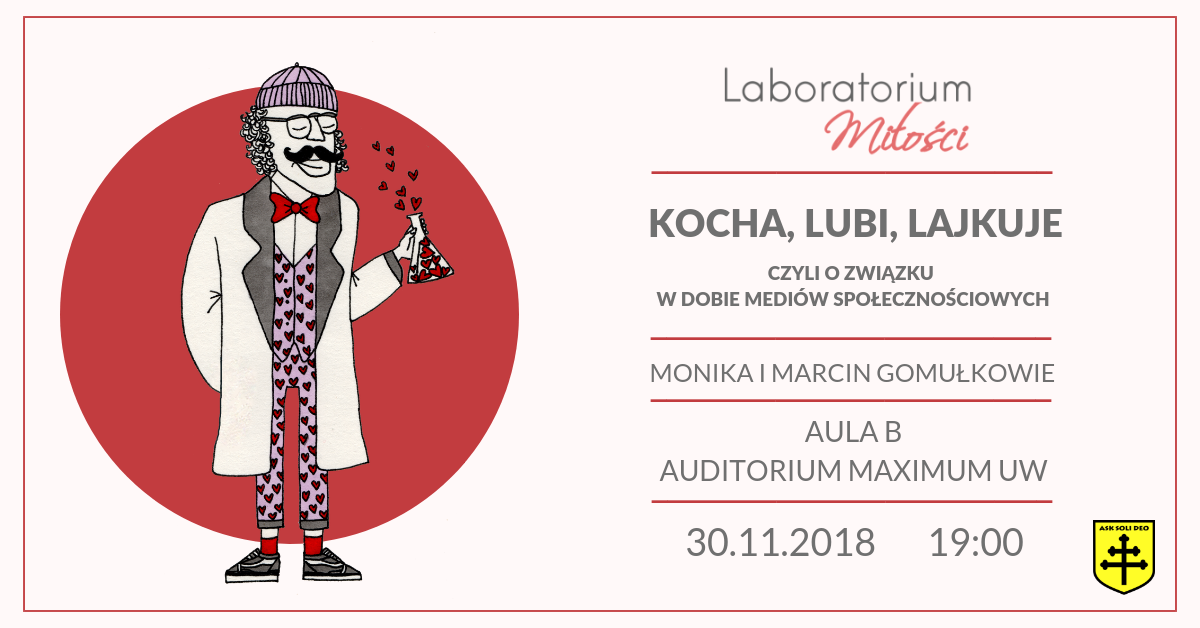 Laboratorium
Miłości
KOCHA, LUBI, LAJKUJE
CZYLI O ZWIĄZKU
W DOBIE MEDIÓW SPOŁECZNOŚCIOWYCH
MONIKA I MARCIN GOMUŁKOWIE
AULA B
AUDITORIUM MAXIMUM UW
30.11.2018 19:00
ASK SOLI DEO